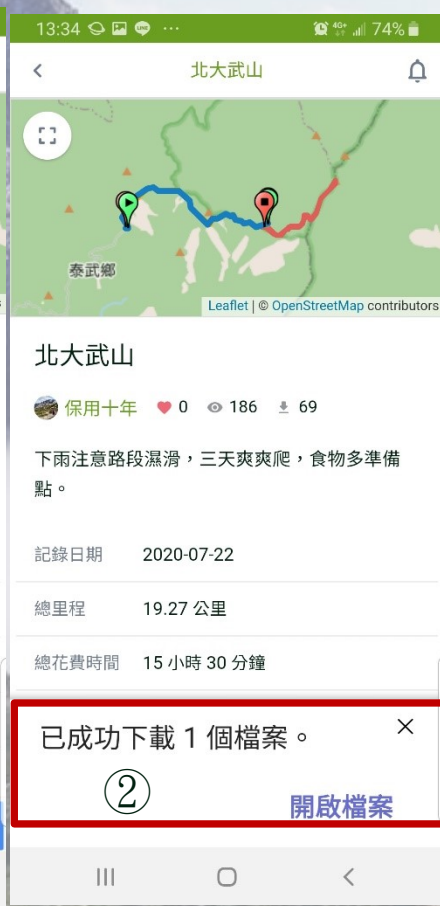 13:34 ··· 4G+ 74%
北大武山
泰武鄉
Leaflet | © OpenStreetMap contributors
北大武山
保用十年 0 186 69
下雨注意路段濕滑，三天爽爽爬，食物多準備
點。
記錄日期 2020-07-22
總里程 19.27 公里
總花費時間 15 小時 30 分鐘
已成功下載 1 個檔案。 ×
② 開啟檔案